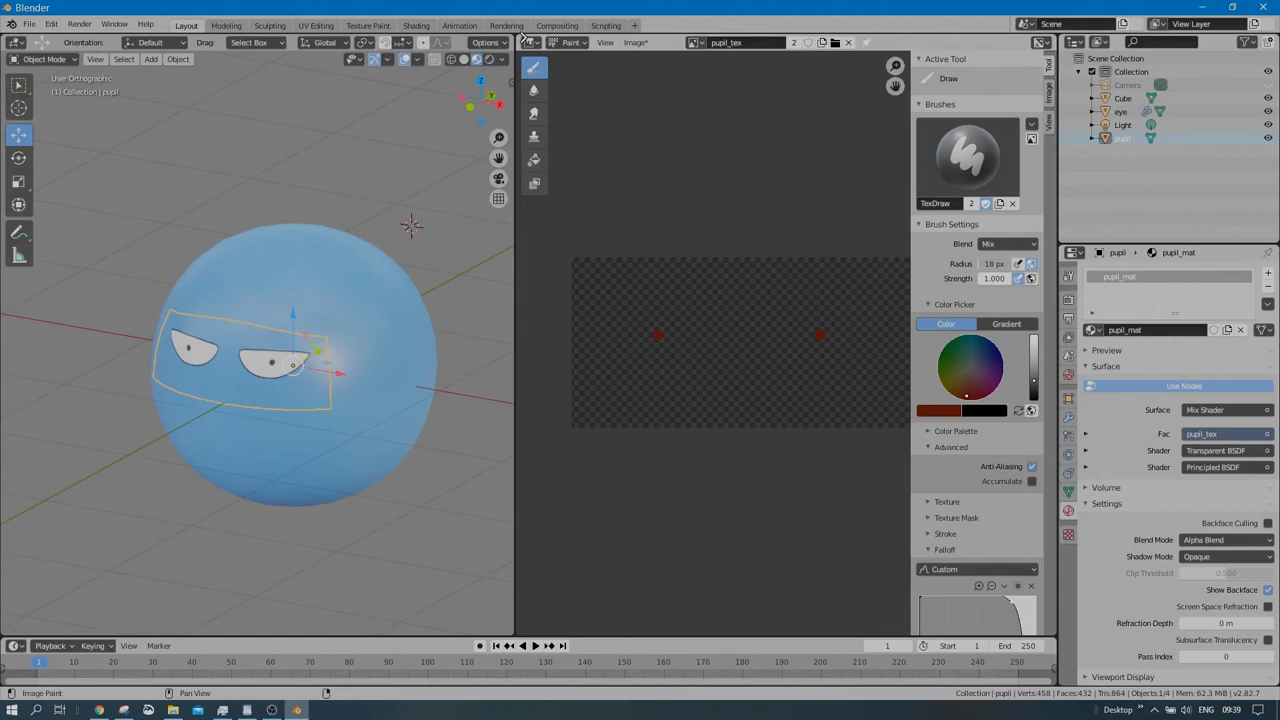 Blender
File Edit Render Window Help Layout Modeling Sculpting UV Editing Texture Paint Shading Animation Rendering Compositing Scripting + Scene View Layer
Orientation: Default Drag: Select Box Global Options Paint View Image* pupil_tex 2
Object Mode View Select Add Object
User Orthographic
(1) Collection | pupil
Z
Y
X
Active Tool
Draw
Brushes
TexDraw 2
Brush Settings
Blend Mix
Radius 18 px
Strength 1.000
Color Picker
Color Gradient
Color Palette
Advanced
Anti-Aliasing
Accumulate
Texture
Texture Mask
Stroke
Falloff
Custom
Tool
Image
View
Scene Collection
Collection
Camera
Cube
eye
Light
pupil
pupil pupil_mat
pupil_mat
pupil_mat
Preview
Surface
Use Nodes
Surface Mix Shader
Fac pupil_tex
Shader Transparent BSDF
Shader Principled BSDF
Volume
Settings
Backface Culling
Blend Mode Alpha Blend
Shadow Mode Opaque
Clip Threshold 0.500
Show Backface
Screen Space Refraction
Refraction Depth 0 m
Subsurface Translucency
Pass Index 0
Viewport Display
Playback Keying View Marker 1 Start 1 End 250
1 10 20 30 40 50 60 70 80 90 100 110 120 130 140 150 160 170 180 190 200 210 220 230 240 250
Image Paint Pan View Collection | pupil | Verts:458 | Faces:432 | Tris:864 | Objects:1/4 | Mem: 62.3 MiB | v2.82.7
Desktop ENG 09:39